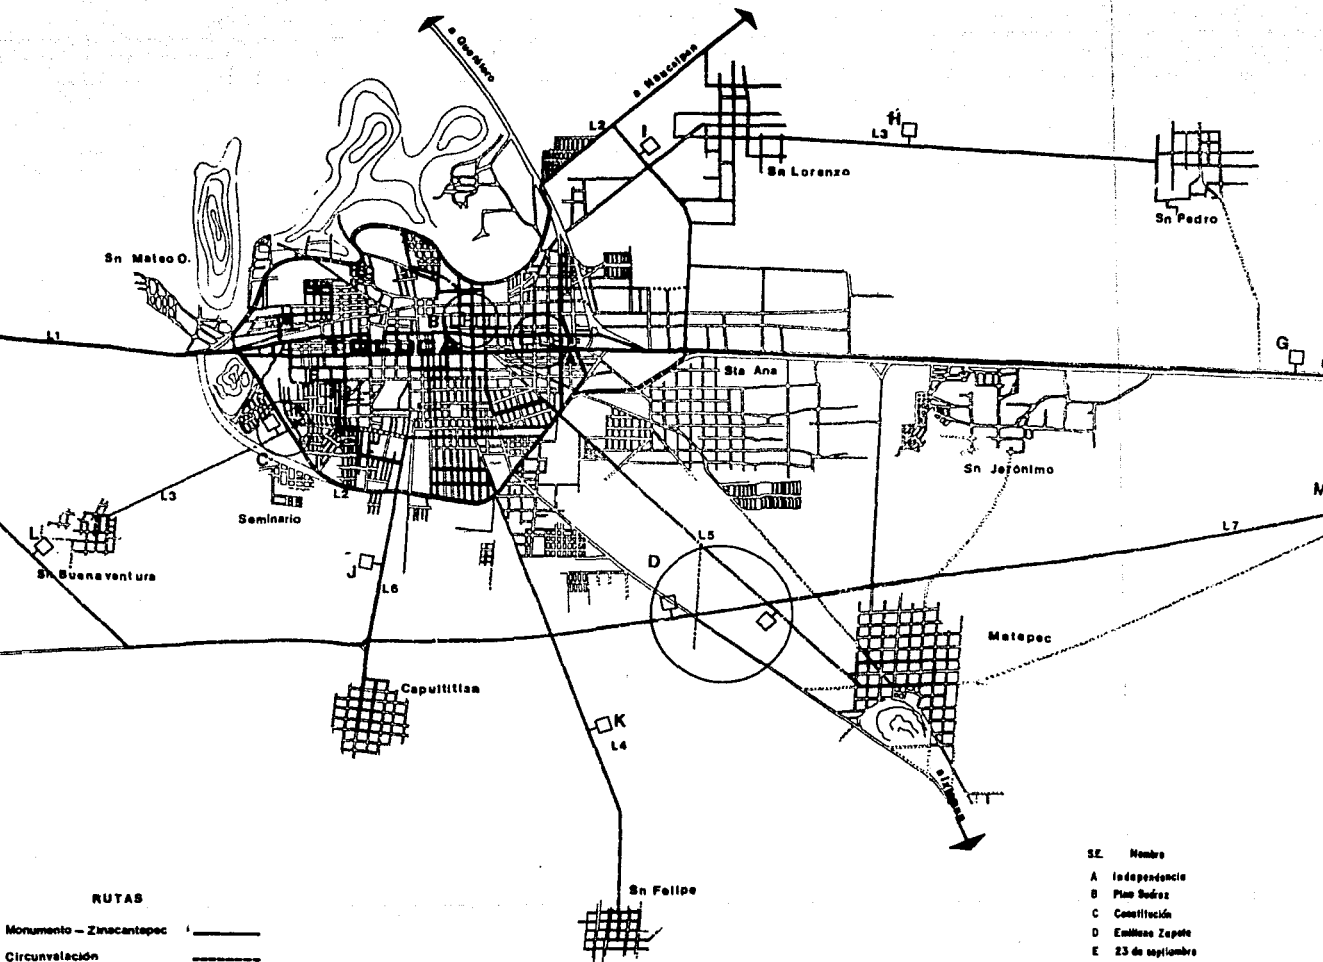 a Queretaro
a Naucalpan
L2
I
H
L3
Sn Lorenzo
Sn Pedro
Sn Mateo O.
L1
B
A
G
Sta Ana
Sn Jerónimo
C
L2
L3
Seminario
M
L7
L5
L
Sn Buenaventura
D
J
L6
Metepec
Capultitlan
K
L4
a Ixtapan
Sn Felipe
RUTAS
Monumento – Zinacantepec
Circunvalación
S.E. Nombre
A Independencia
B Pino Suárez
C Constitución
D Emiliano Zapata
E 23 de septiembre